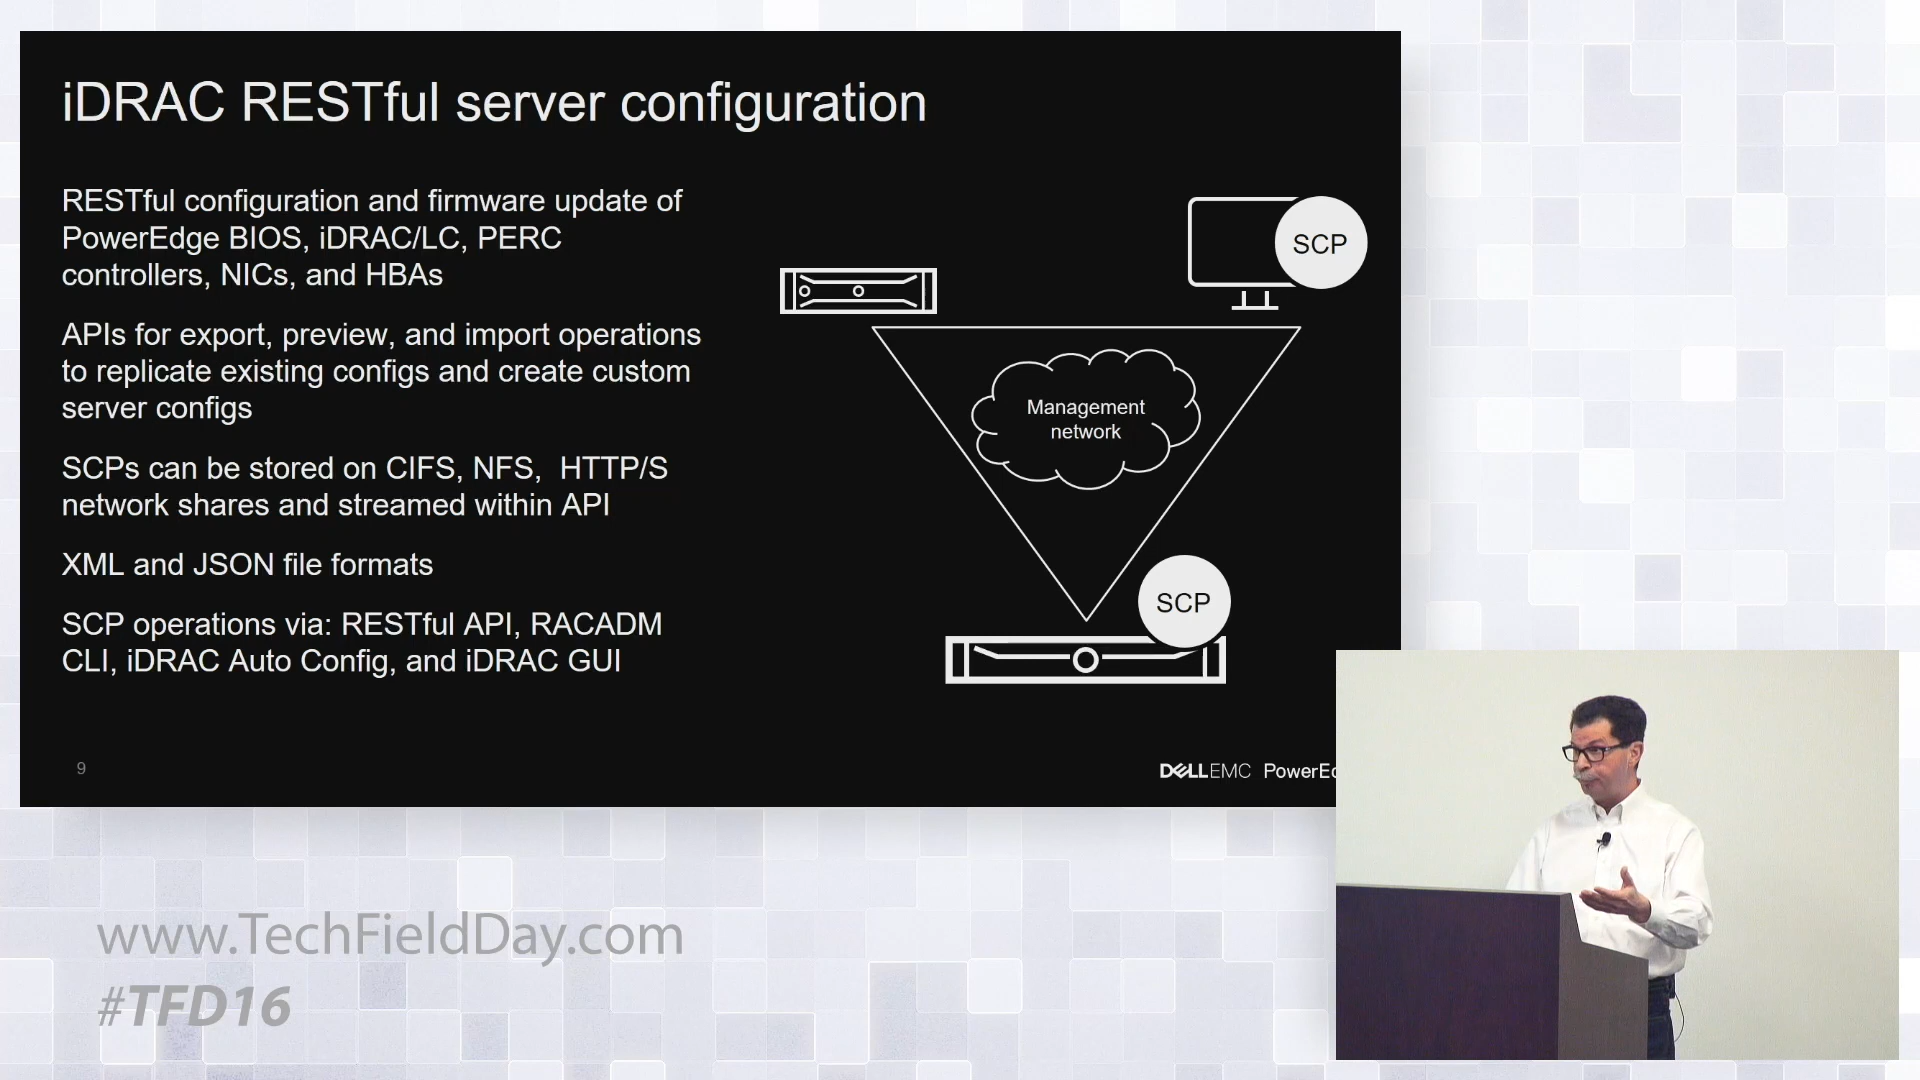 iDRAC RESTful server configuration
RESTful configuration and firmware update of
PowerEdge BIOS, iDRAC/LC, PERC
controllers, NICs, and HBAs
APIs for export, preview, and import operations
to replicate existing configs and create custom
server configs
SCPs can be stored on CIFS, NFS,  HTTP/S
network shares and streamed within API
XML and JSON file formats
SCP operations via: RESTful API, RACADM
CLI, iDRAC Auto Config, and iDRAC GUI
SCP
Management
network
SCP
9
DELLEMC PowerEd
www.TechFieldDay.com
#TFD16